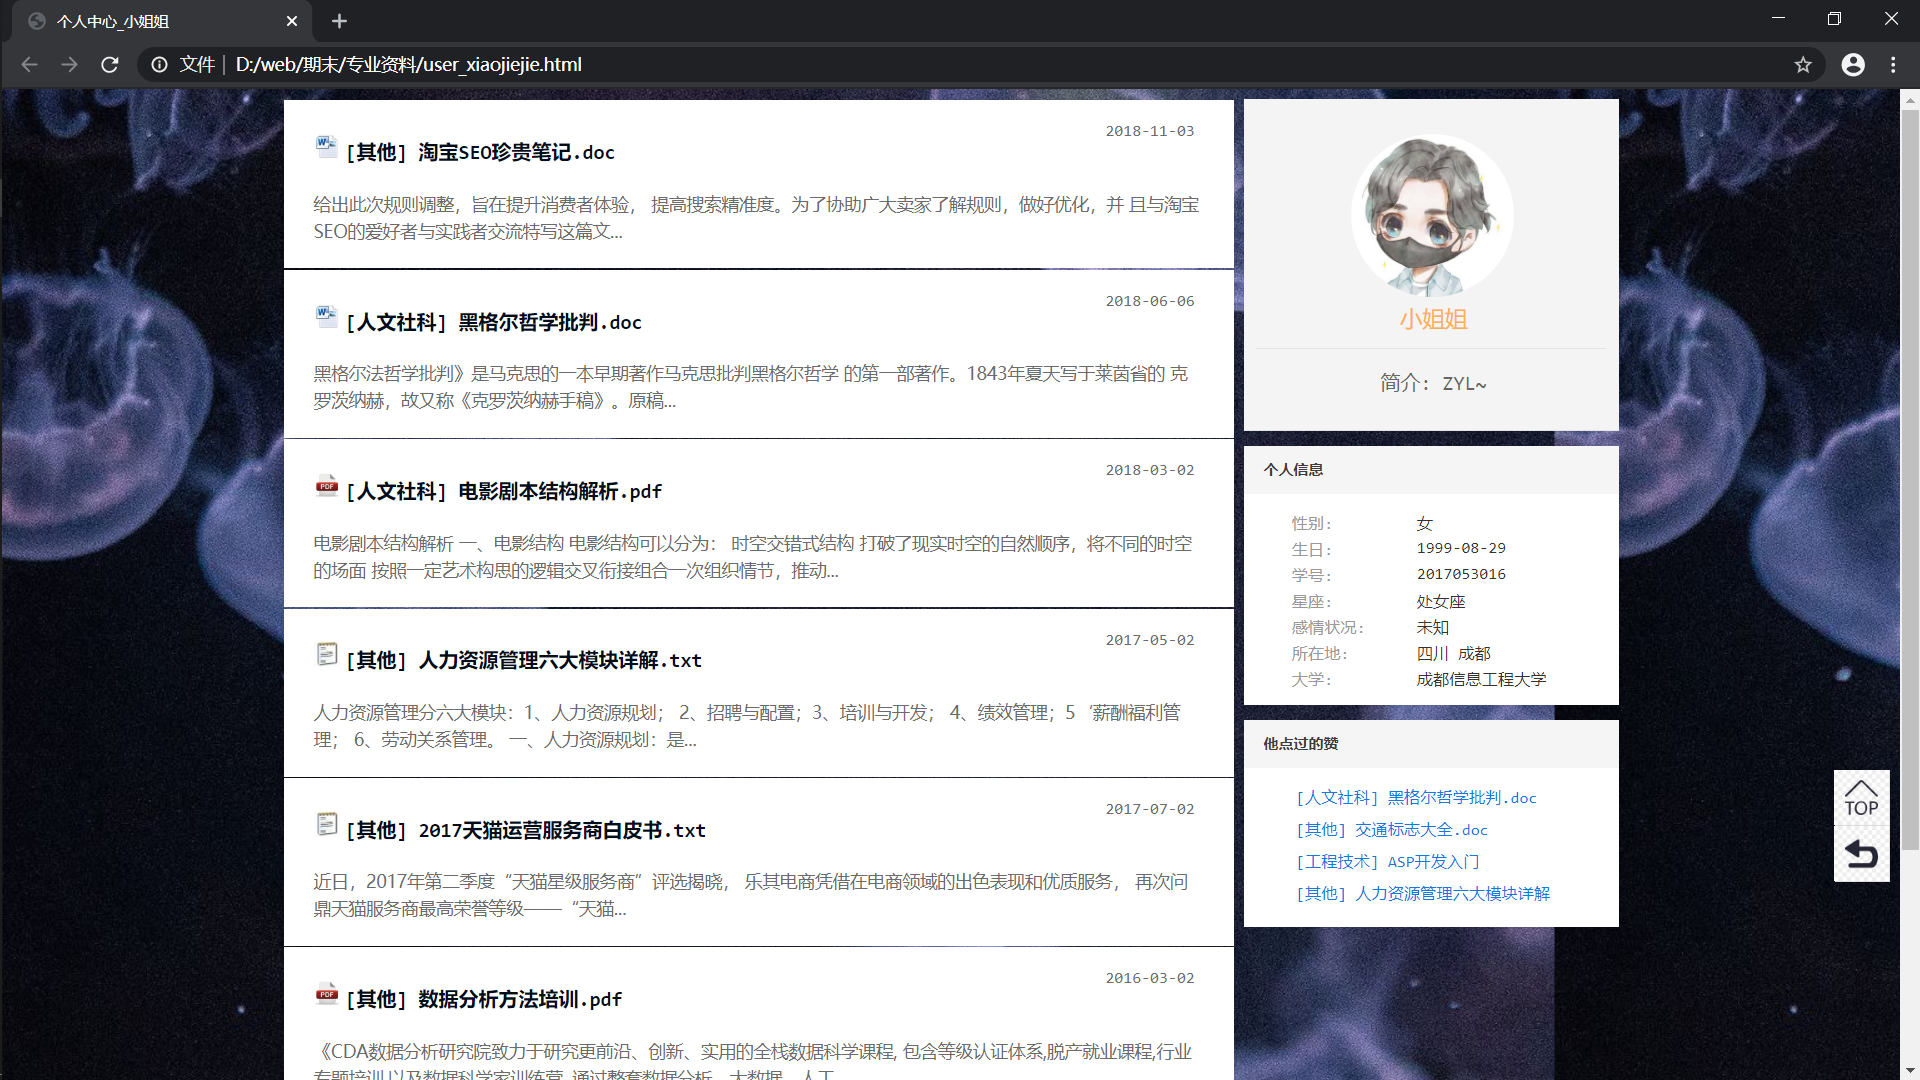 个人中心_小姐姐
文件 | D:/web/期末/专业资料/user_xiaojiejie.html
2018-11-03
[其他] 淘宝SEO珍贵笔记.doc
给出此次规则调整，旨在提升消费者体验， 提高搜索精准度。为了协助广大卖家了解规则，做好优化，并 且与淘宝
SEO的爱好者与实践者交流特写这篇文...
2018-06-06
[人文社科] 黑格尔哲学批判.doc
黑格尔法哲学批判》是马克思的一本早期著作马克思批判黑格尔哲学 的第一部著作。1843年夏天写于莱茵省的 克
罗茨纳赫，故又称《克罗茨纳赫手稿》。原稿...
2018-03-02
[人文社科] 电影剧本结构解析.pdf
电影剧本结构解析 一、电影结构 电影结构可以分为： 时空交错式结构 打破了现实时空的自然顺序，将不同的时空
的场面 按照一定艺术构思的逻辑交叉衔接组合一次组织情节，推动...
2017-05-02
[其他] 人力资源管理六大模块详解.txt
人力资源管理分六大模块：1、人力资源规划； 2、招聘与配置；3、培训与开发； 4、绩效管理；5‘薪酬福利管
理； 6、劳动关系管理。 一、人力资源规划：是...
2017-07-02
[其他] 2017天猫运营服务商白皮书.txt
近日，2017年第二季度“天猫星级服务商”评选揭晓， 乐其电商凭借在电商领域的出色表现和优质服务， 再次问
鼎天猫服务商最高荣誉等级——“天猫...
2016-03-02
[其他] 数据分析方法培训.pdf
《CDA数据分析研究院致力于研究更前沿、创新、实用的全栈数据科学课程, 包含等级认证体系,脱产就业课程,行业
专题培训,以及数据科学家训练营, 通过整套数据分析、大数据、人工
小姐姐
简介：ZYL~
个人信息
性别: 女
生日: 1999-08-29
学号: 2017053016
星座: 处女座
感情状况: 未知
所在地: 四川 成都
大学: 成都信息工程大学
他点过的赞
[人文社科] 黑格尔哲学批判.doc
[其他] 交通标志大全.doc
[工程技术] ASP开发入门
[其他] 人力资源管理六大模块详解
TOP